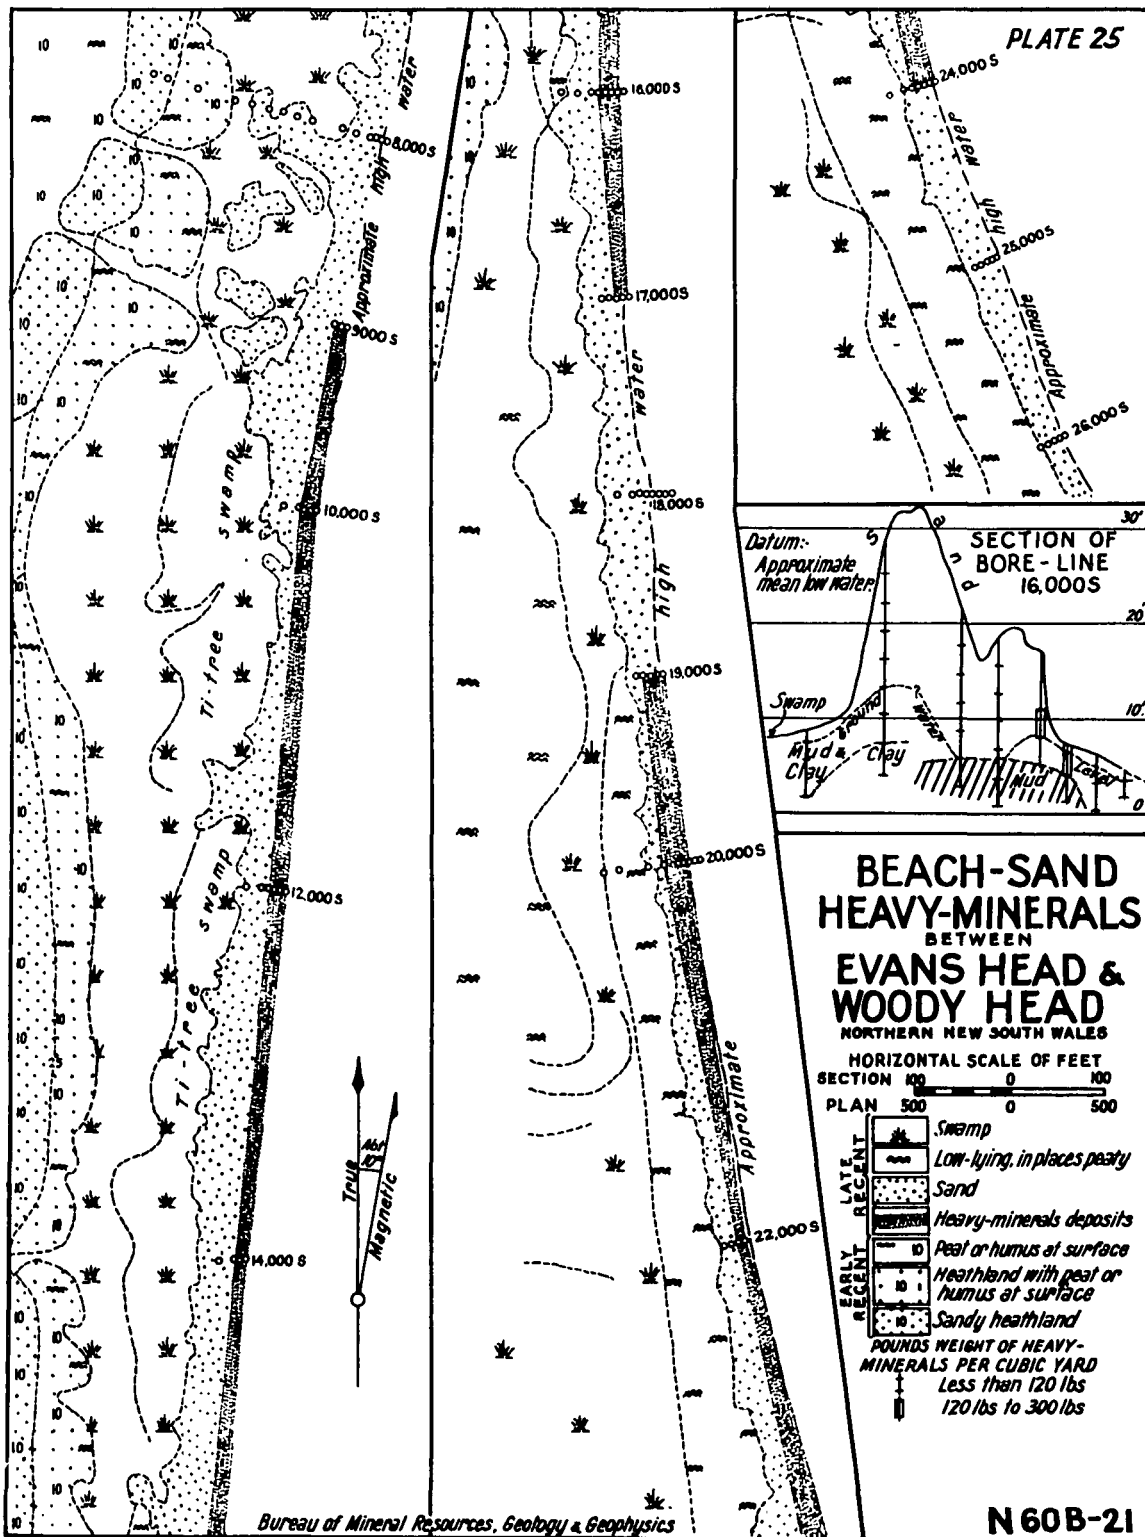 PLATE 25
8,000 S
9000 S
10,000 S
12,000 S
14,000 S
Approximate high water
swamp
Ti-tree
swamp
Ti-tree
True
Magnetic
16,000 S
17,000 S
18,000 S
19,000 S
20,000 S
22,000 S
water
high
Approximate
24,000 S
25,000 S
26,000 S
water
high
Approximate
Datum:-
Approximate
mean low water.
SECTION OF
BORE-LINE
16,000S
30'
20'
10'
0
Sand
Swamp
Ground Water
Mud &
Clay
Clay
Mud
BEACH-SAND
HEAVY-MINERALS
BETWEEN
EVANS HEAD &
WOODY HEAD
NORTHERN NEW SOUTH WALES
HORIZONTAL SCALE OF FEET
SECTION 100 0 100
PLAN 500 0 500
LATE RECENT
Swamp
Low-lying, in places peaty
Sand
Heavy-minerals deposits
EARLY RECENT
10 Peat or humus at surface
10 Heathland with peat or
humus at surface
10 Sandy heathland
POUNDS WEIGHT OF HEAVY-
MINERALS PER CUBIC YARD
Less than 120 lbs
120 lbs to 300 lbs
Bureau of Mineral Resources, Geology & Geophysics
N 60 B-21